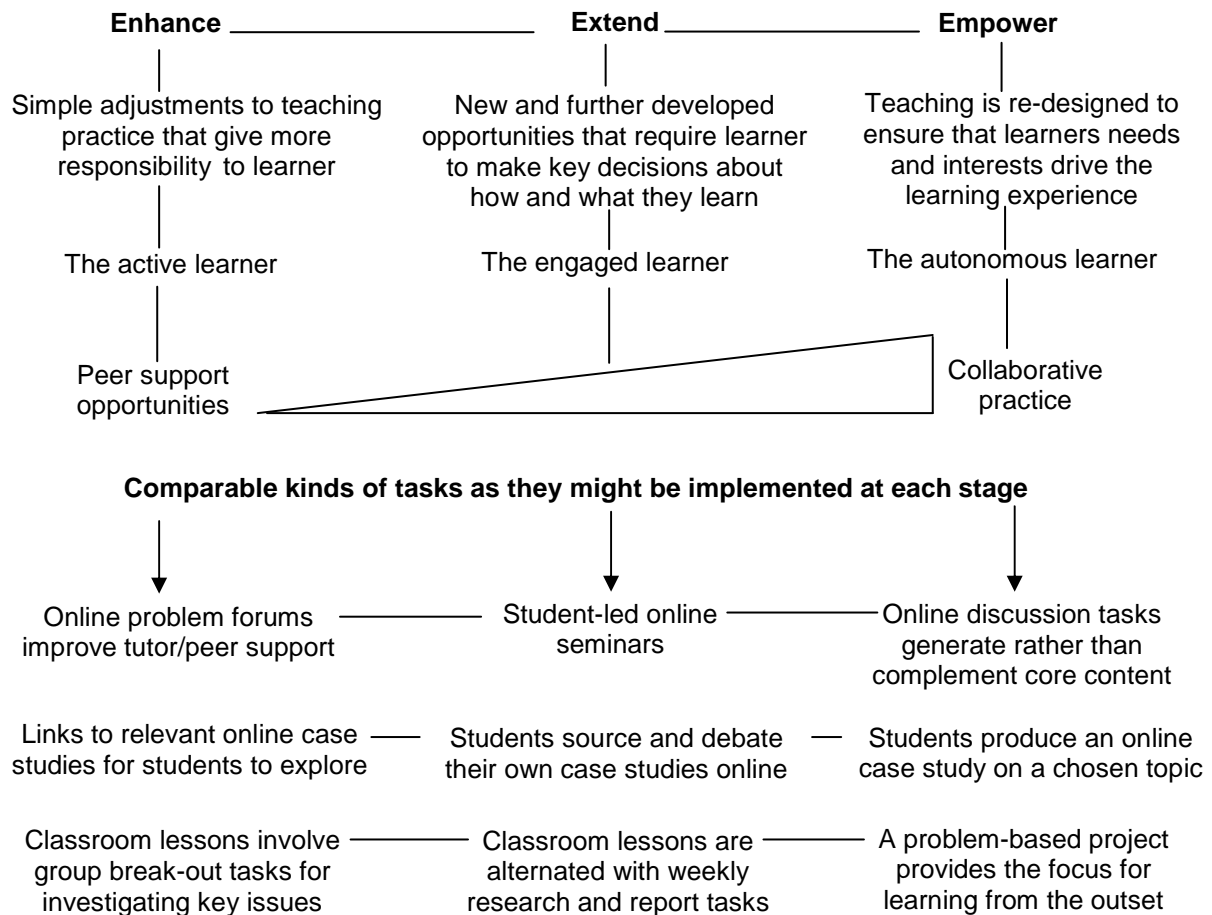 Enhance
Extend
Empower
Simple adjustments to teaching
practice that give more
responsibility to learner
New and further developed
opportunities that require learner
to make key decisions about
how and what they learn
Teaching is re-designed to
ensure that learners needs
and interests drive the
learning experience
The active learner
The engaged learner
The autonomous learner
Peer support
opportunities
Collaborative
practice
Comparable kinds of tasks as they might be implemented at each stage
Online problem forums
improve tutor/peer support
Student-led online
seminars
Online discussion tasks
generate rather than
complement core content
Links to relevant online case
studies for students to explore
Students source and debate
their own case studies online
Students produce an online
case study on a chosen topic
Classroom lessons involve
group break-out tasks for
investigating key issues
Classroom lessons are
alternated with weekly
research and report tasks
A problem-based project
provides the focus for
learning from the outset